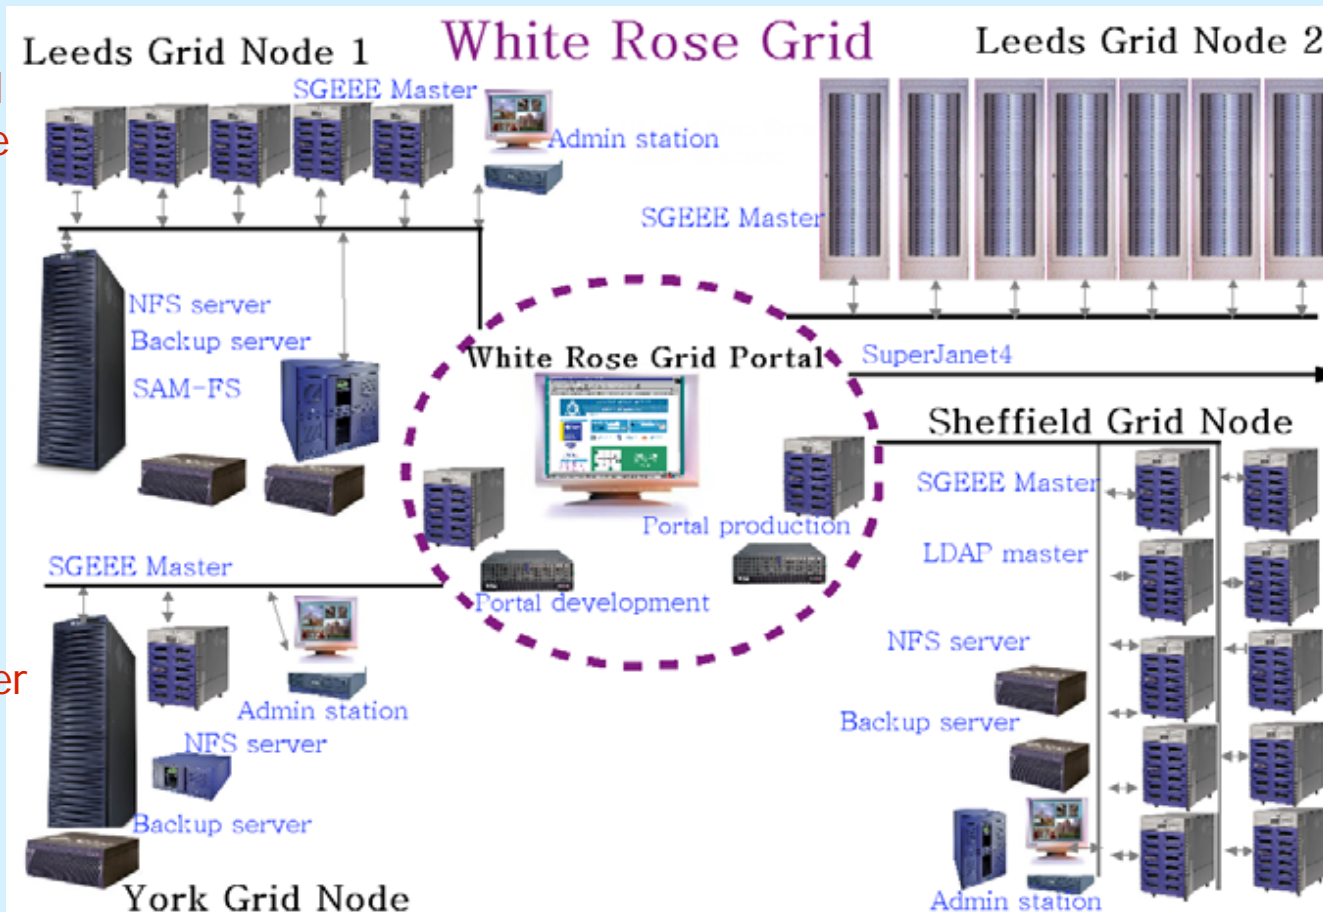 White Rose Grid
Leeds Grid Node 1
SGEEE Master
Admin station
NFS server
Backup server
SAM-FS
Leeds Grid Node 2
SGEEE Master
White Rose Grid Portal
Portal production
Portal development
SuperJanet4
Sheffield Grid Node
SGEEE Master
LDAP master
NFS server
Backup server
Admin station
SGEEE Master
Admin station
NFS server
Backup server
York Grid Node
e
er